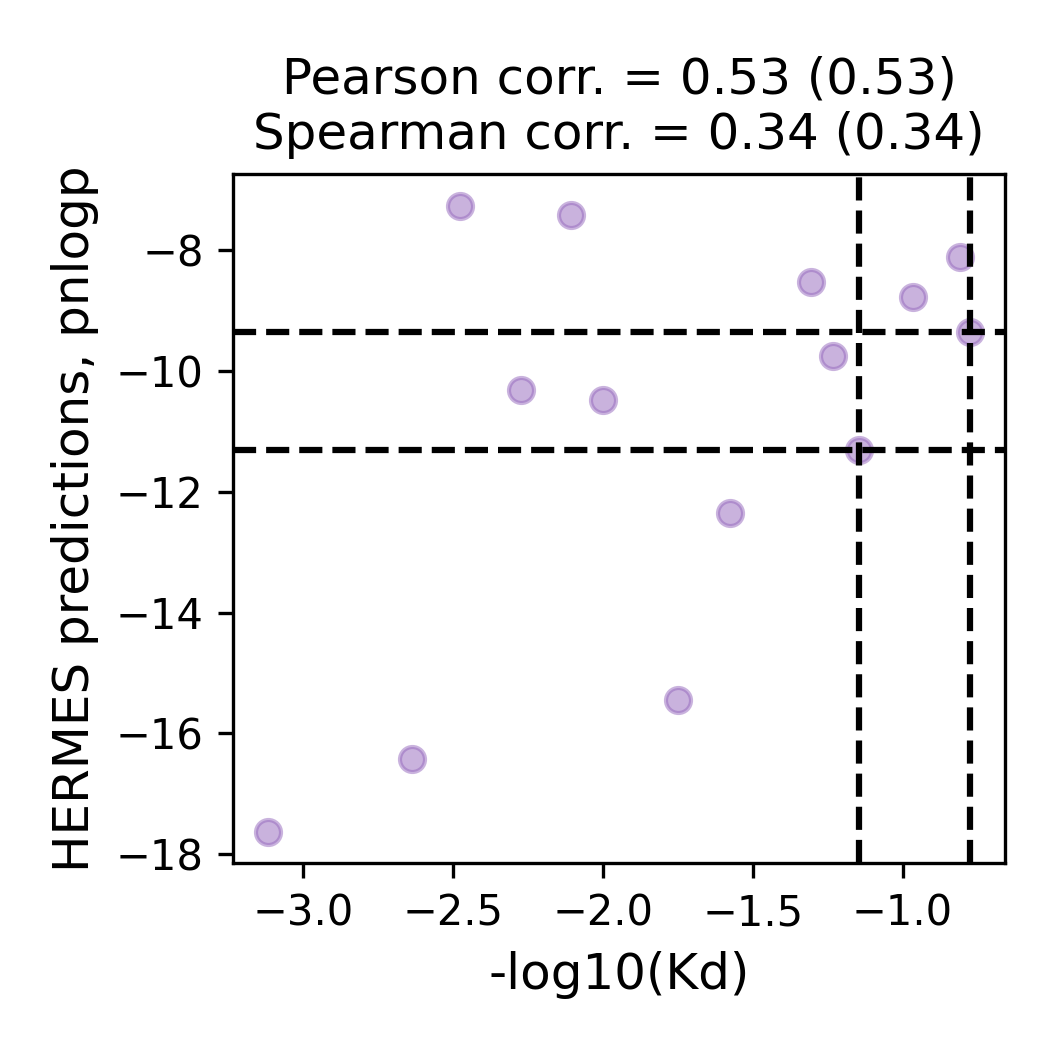 Pearson corr. = 0.53 (0.53)
Spearman corr. = 0.34 (0.34)
HERMES predictions, pnlogp
−8
−10
−12
−14
−16
−18
−3.0 −2.5 −2.0 −1.5 −1.0
-log10(Kd)